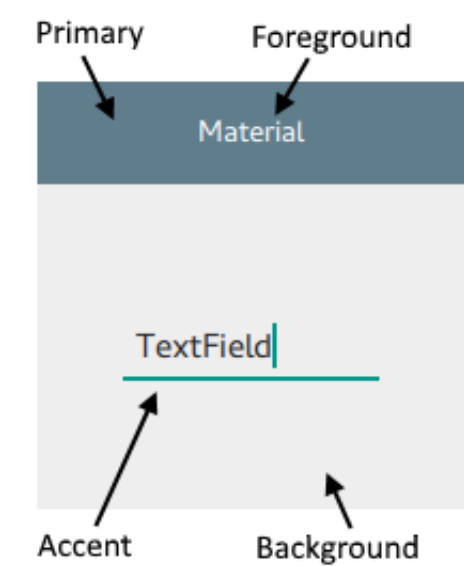 Primary
Foreground
Material
TextField
Accent
Background